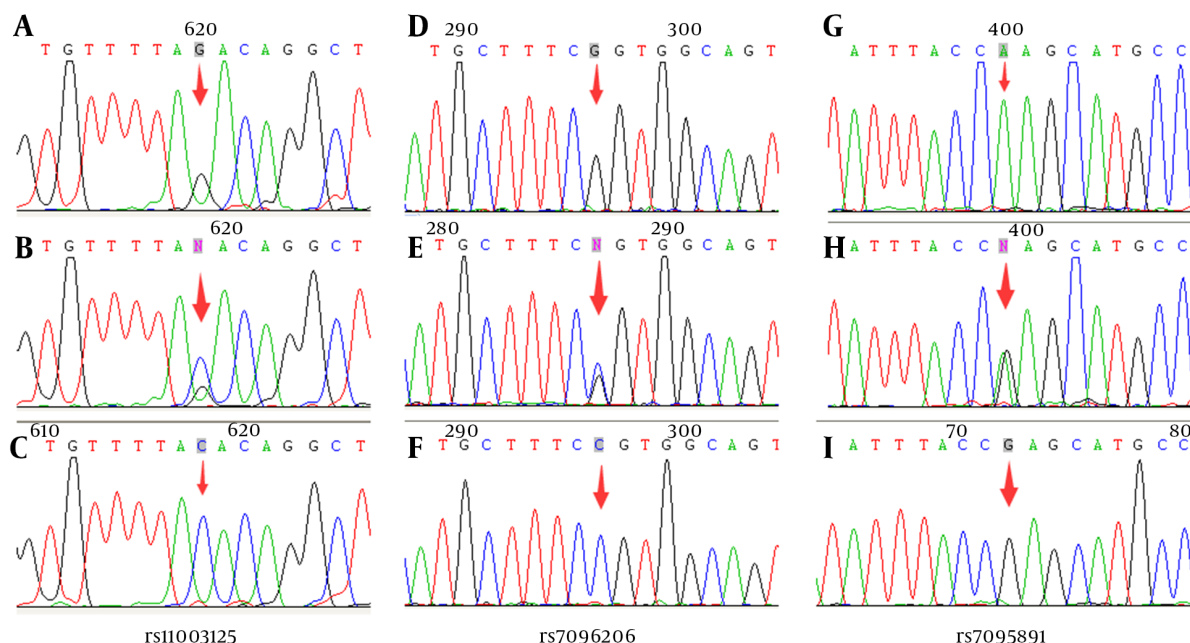 A 620
T G T T T T A G A C A G G C T
B 620
T G T T T T A N A C A G G C T
C 610 620
T G T T T T A C A C A G G C T
rs11003125
D 290 300
T G C T T T C G G T G G C A G T
E 280 290
T G C T T T C N G T G G C A G T
F 290 300
T G C T T T C C G T G G C A G T
rs7096206
G 400
A T T T A C C A A G C A T G C C
H 400
A T T T A C C N A G C A T G C C
I 70 80
A T T T A C C G A G C A T G C C
rs7095891